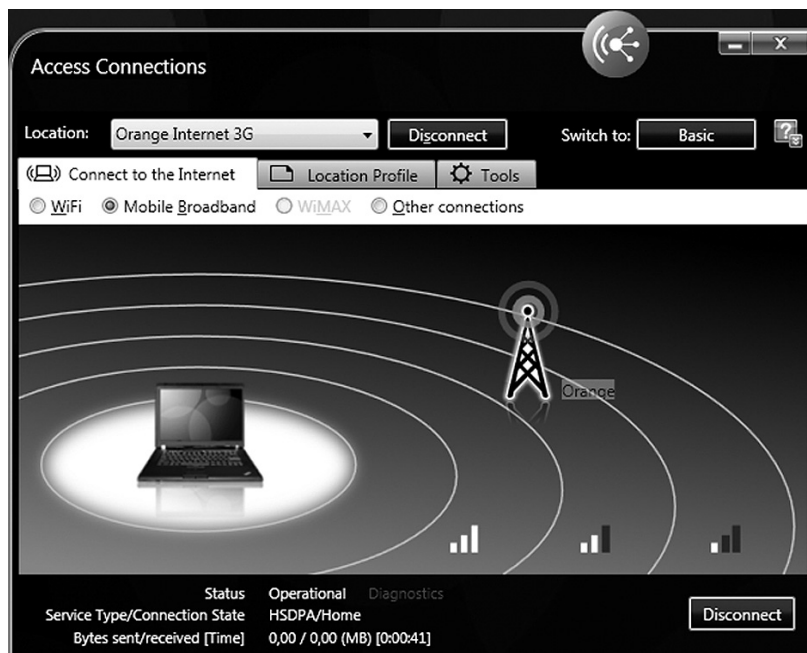 Access Connections
Location: Orange Internet 3G Disconnect Switch to: Basic ?
Connect to the Internet Location Profile Tools
WiFi Mobile Broadband WiMAX Other connections
Orange
Status Operational Diagnostics
Service Type/Connection State HSDPA/Home
Disconnect
Bytes sent/received [Time] 0,00 / 0,00 (MB) [0:00:41]